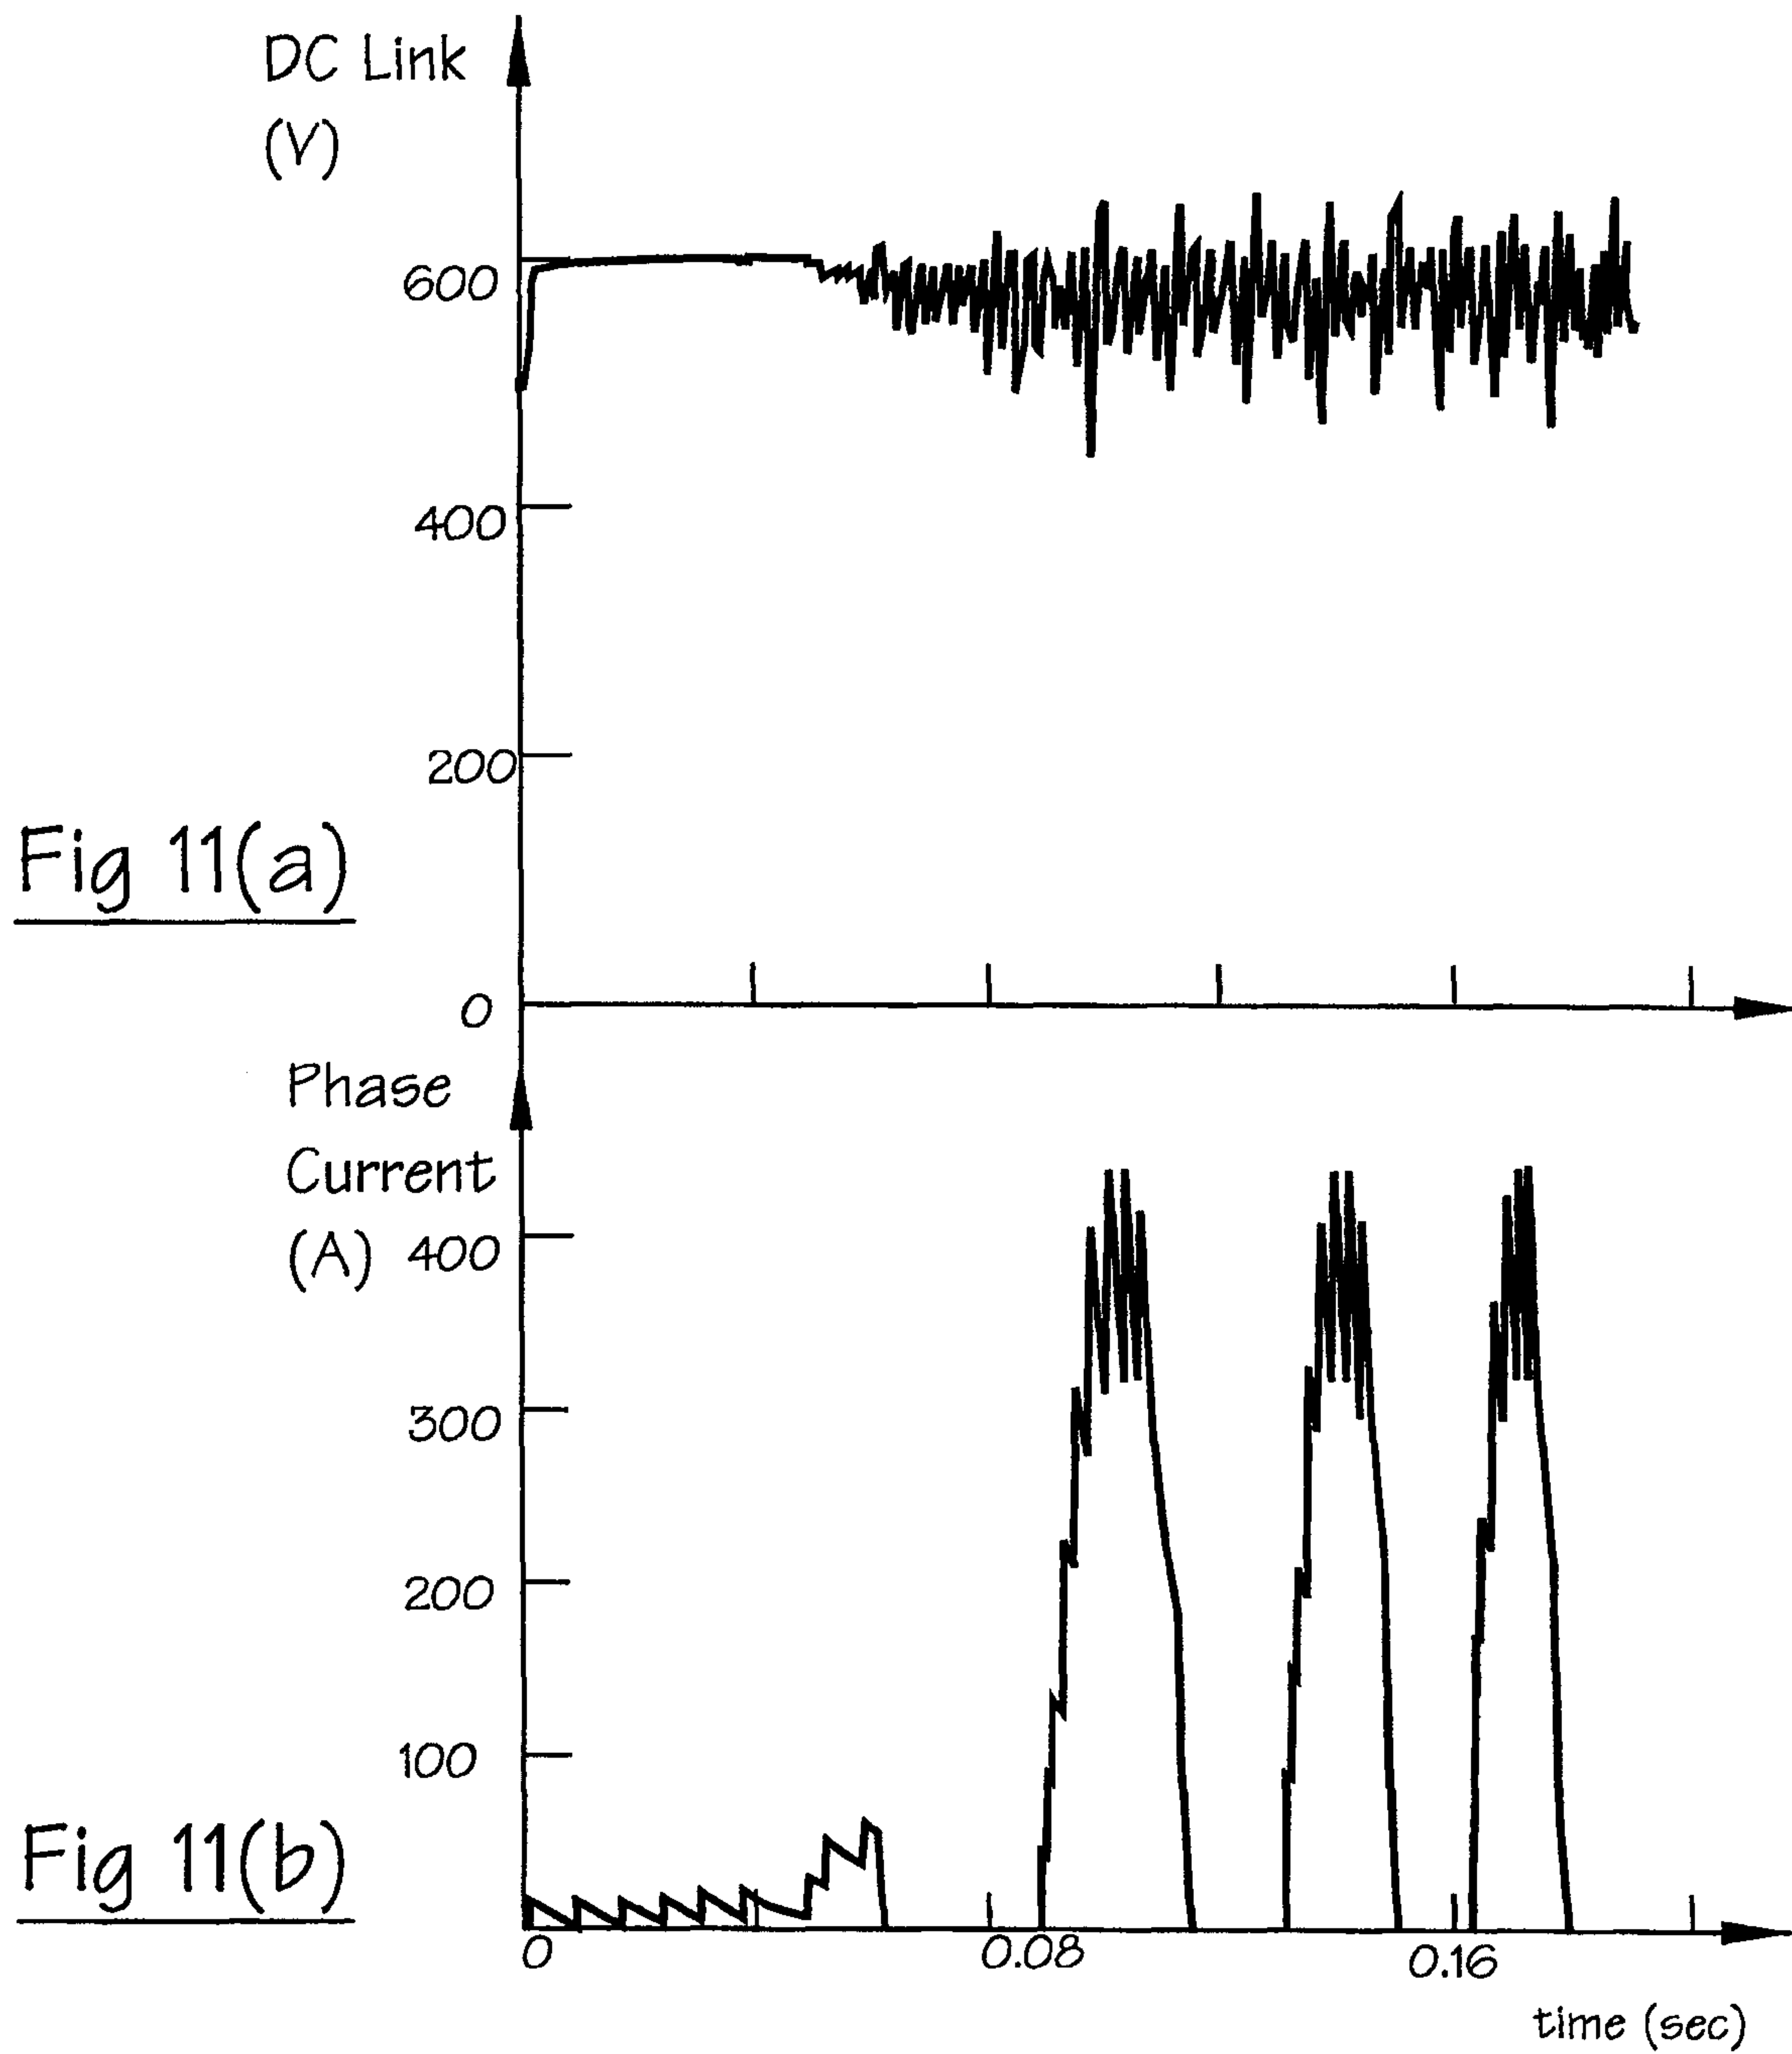 DC Link
(V)
600
400
200
Fig 11(a)
0
Phase
Current
(A) 400
300
200
100
Fig 11(b)
0 0.08 0.16
time (sec)